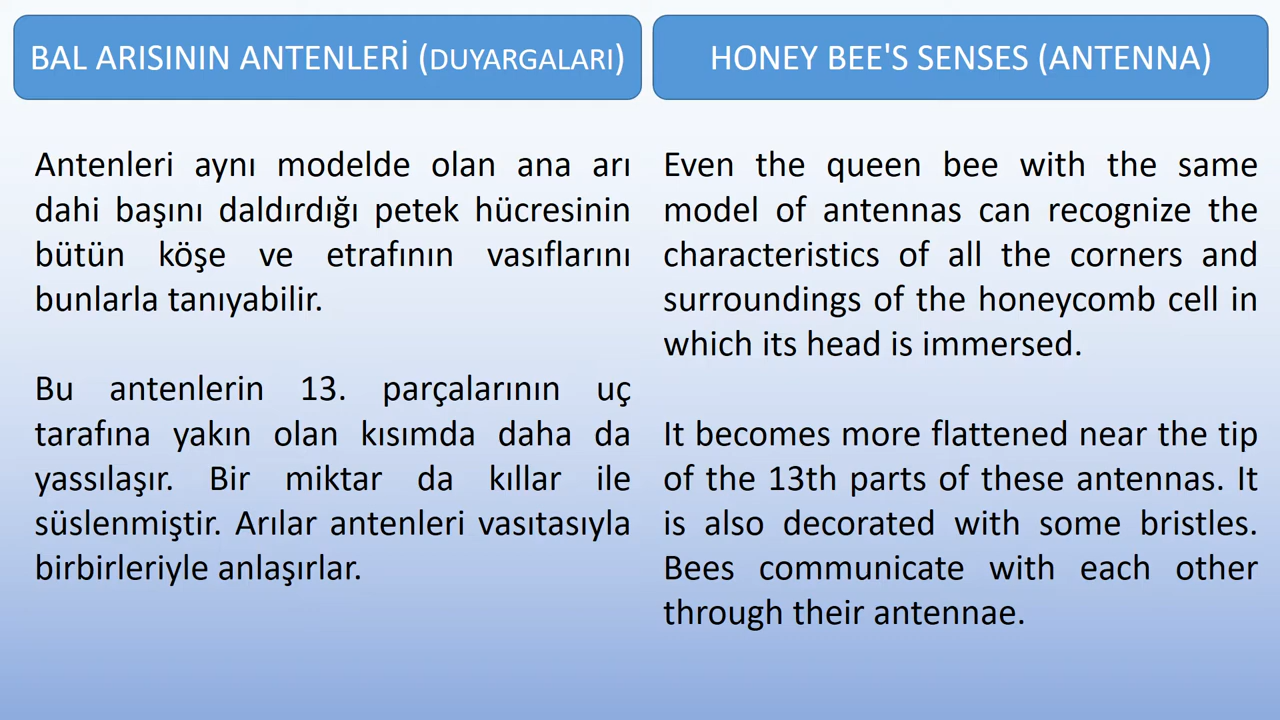 BAL ARISININ ANTENLERİ (DUYARGALARI)
Antenleri aynı modelde olan ana arı
dahi başını daldırdığı petek hücresinin
bütün köşe ve etrafının vasıflarını
bunlarla tanıyabilir.
Bu antenlerin 13. parçalarının uç
tarafına yakın olan kısımda daha da
yassılaşır. Bir miktar da kıllar ile
süslenmiştir. Arılar antenleri vasıtasıyla
birbirleriyle anlaşırlar.
HONEY BEE'S SENSES (ANTENNA)
Even the queen bee with the same
model of antennas can recognize the
characteristics of all the corners and
surroundings of the honeycomb cell in
which its head is immersed.
It becomes more flattened near the tip
of the 13th parts of these antennas. It
is also decorated with some bristles.
Bees communicate with each other
through their antennae.